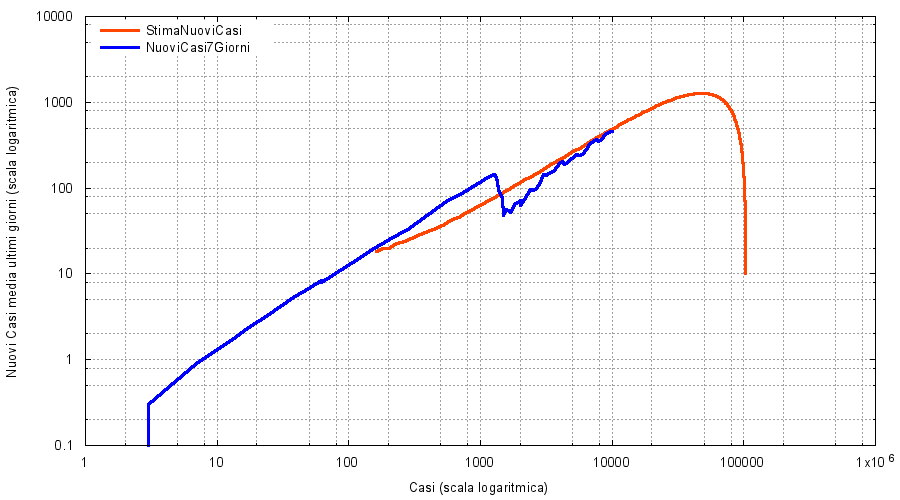 10000
1000
100
10
1
0.1
StimaNuoviCasi
NuoviCasi7Giorni
Nuovi Casi media ultimi giorni (scala logaritmica)
1 10 100 1000 10000 100000 1x10 6
Casi (scala logaritmica)